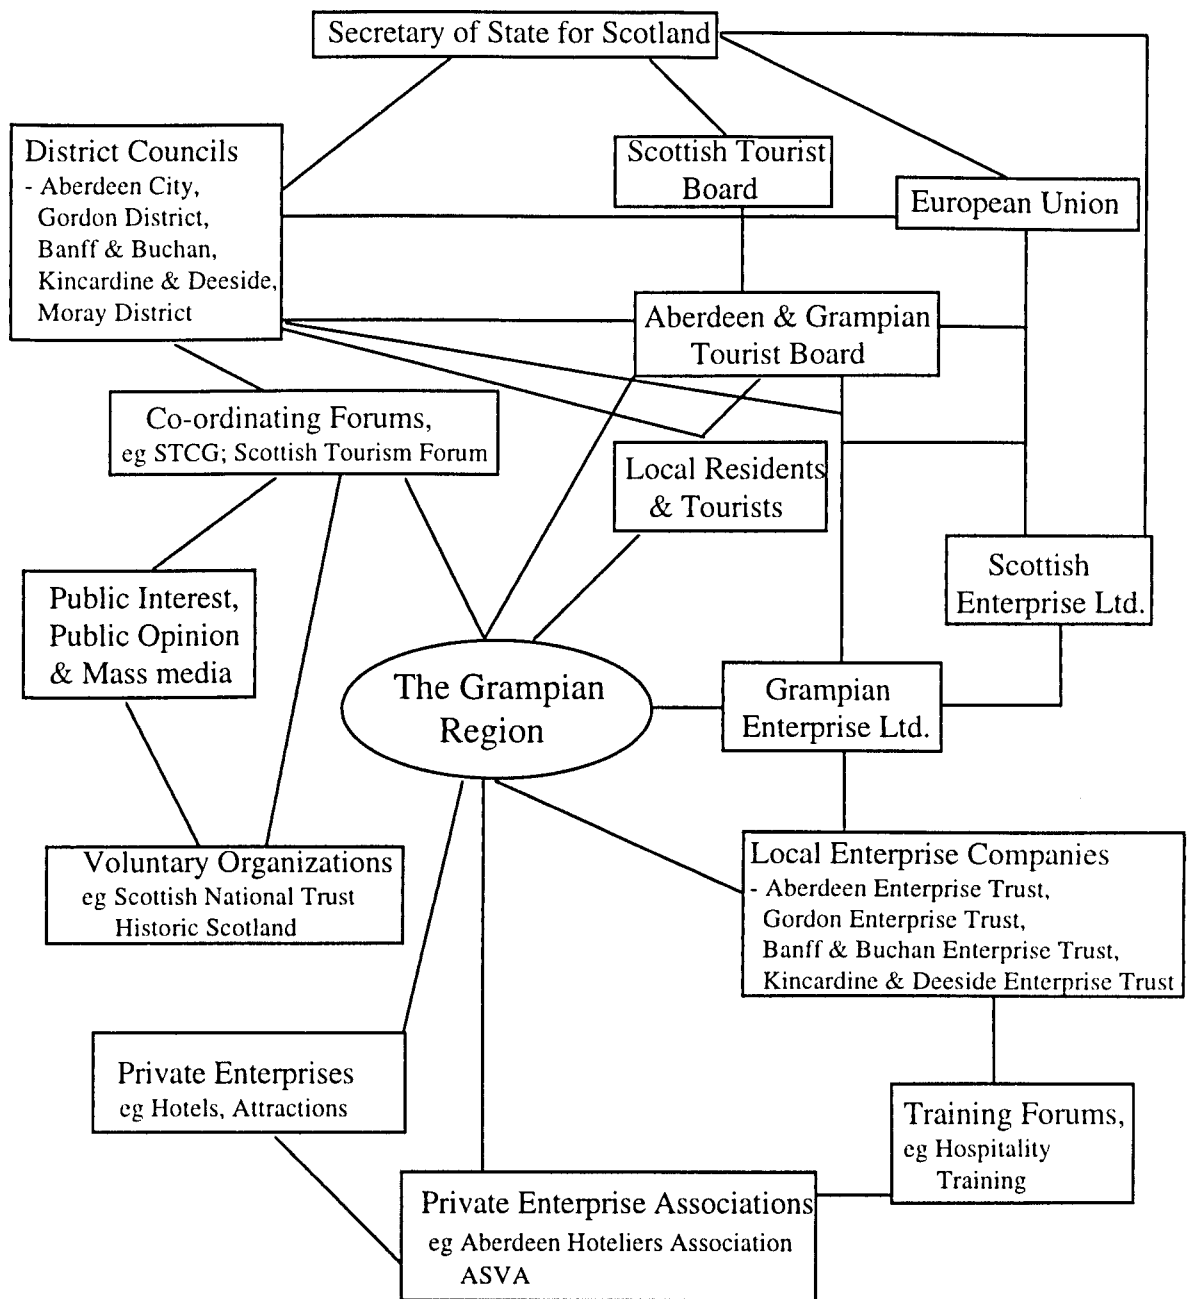 Secretary of State for Scotland
District Councils
- Aberdeen City,
Gordon District,
Banff & Buchan,
Kincardine & Deeside,
Moray District
Scottish Tourist
Board
European Union
Aberdeen & Grampian
Tourist Board
Co-ordinating Forums,
eg STCG; Scottish Tourism Forum
Local Residents
& Tourists
Scottish
Enterprise Ltd.
Public Interest,
Public Opinion
& Mass media
The Grampian
Region
Grampian
Enterprise Ltd.
Voluntary Organizations
eg Scottish National Trust
Historic Scotland
Local Enterprise Companies
- Aberdeen Enterprise Trust,
Gordon Enterprise Trust,
Banff & Buchan Enterprise Trust,
Kincardine & Deeside Enterprise Trust
Private Enterprises
eg Hotels, Attractions
Training Forums,
eg Hospitality
Training
Private Enterprise Associations
eg Aberdeen Hoteliers Association
ASVA